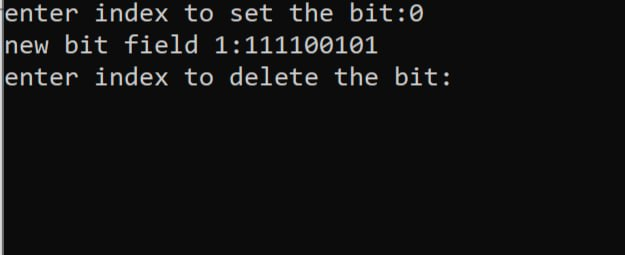 enter index to set the bit:0
new bit field 1:111100101
enter index to delete the bit: